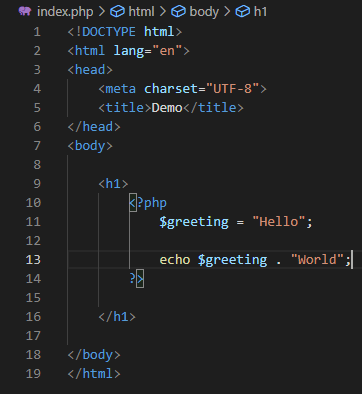 index.php > html > body > h1
1 <!DOCTYPE html>
2 <html lang="en">
3 <head>
4 <meta charset="UTF-8">
5 <title>Demo</title>
6 </head>
7 <body>
8
9 <h1>
10 <?php
11 $greeting = "Hello";
12
13 echo $greeting . "World";
14 ?>
15
16 </h1>
17
18 </body>
19 </html>